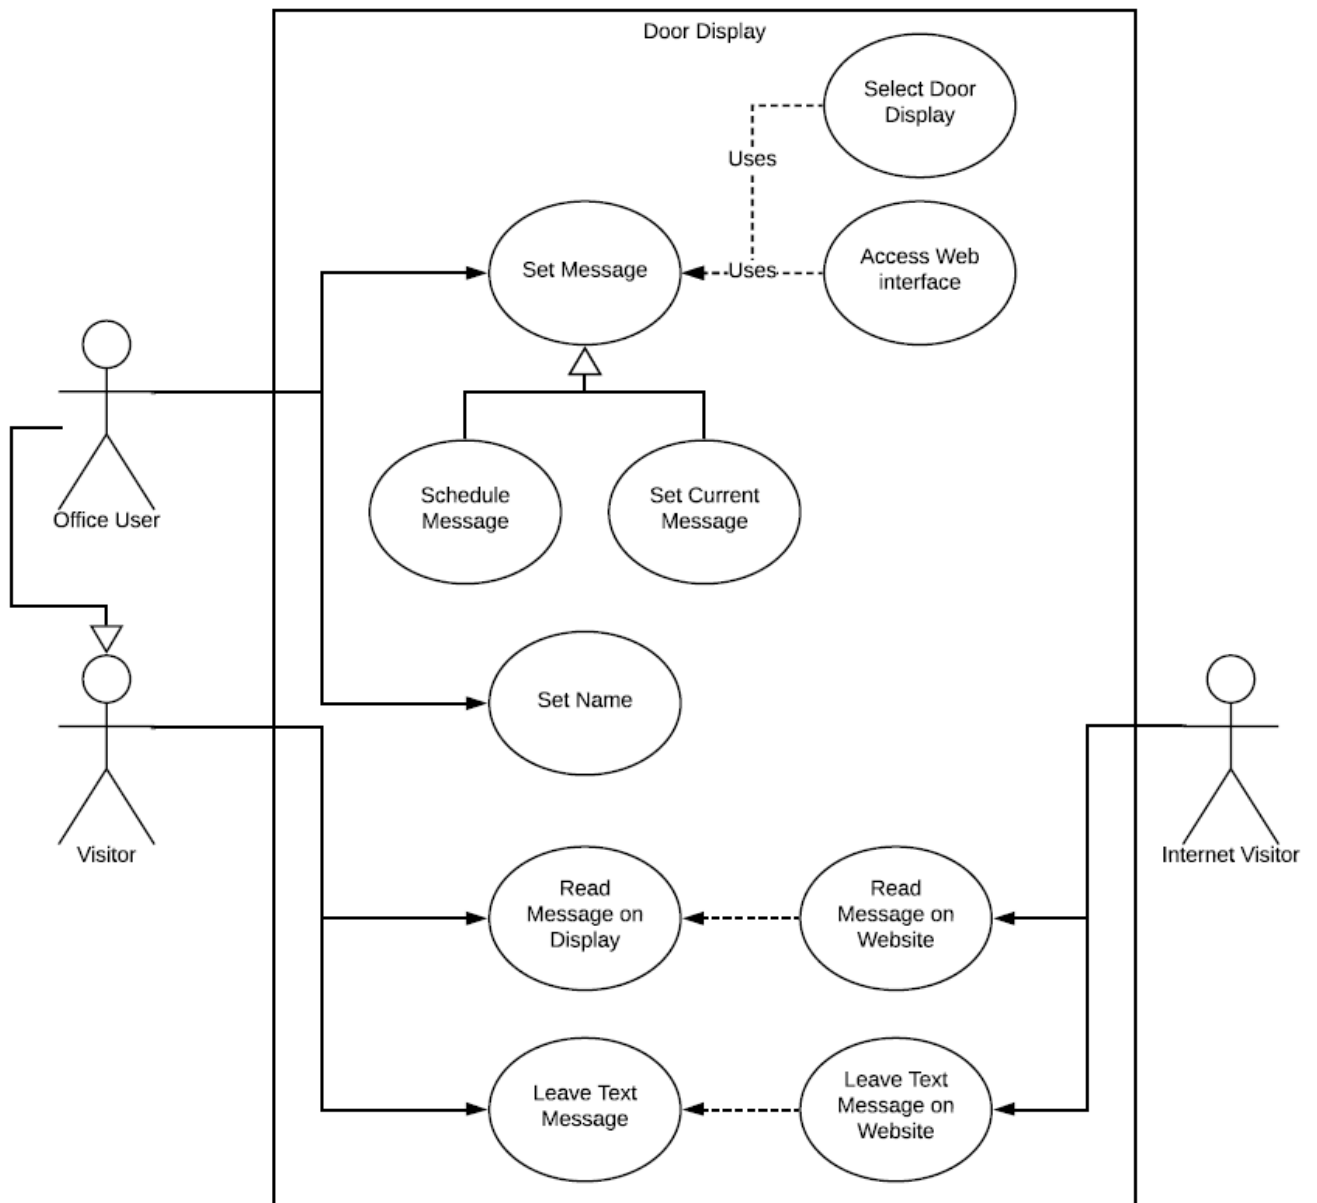 Door Display
Select Door
Display
Uses
Set Message
Uses
Access Web
interface
Schedule
Message
Set Current
Message
Office User
Set Name
Visitor
Internet Visitor
Read
Message on
Display
Read
Message on
Website
Leave Text
Message
Leave Text
Message on
Website